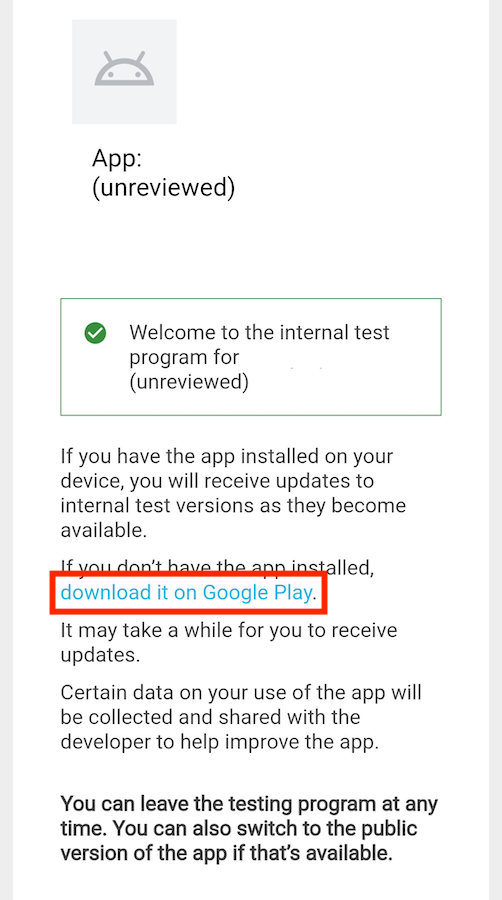 App:
(unreviewed)
Welcome to the internal test
program for
(unreviewed)
If you have the app installed on your
device, you will receive updates to
internal test versions as they become
available.
If you don’t have the app installed,
download it on Google Play.
It may take a while for you to receive
updates.
Certain data on your use of the app will
be collected and shared with the
developer to help improve the app.
You can leave the testing program at any
time. You can also switch to the public
version of the app if that’s available.